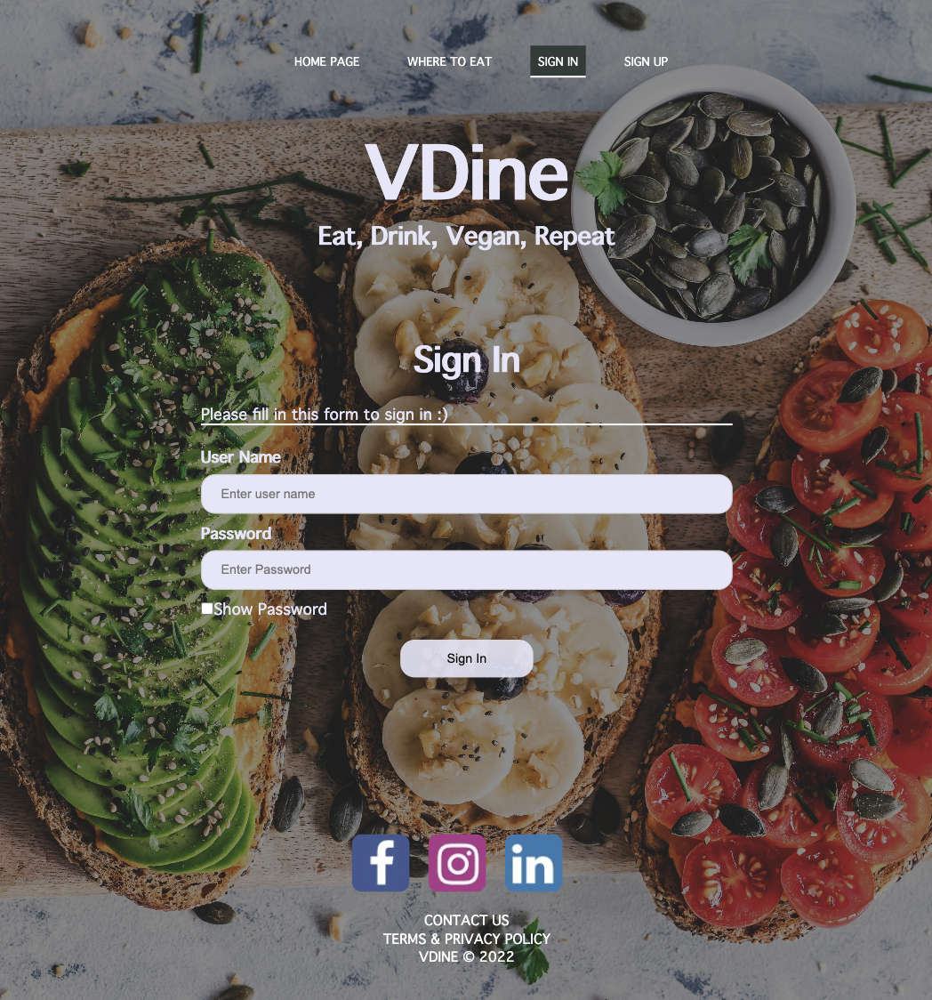 HOME PAGE WHERE TO EAT SIGN IN SIGN UP
VDine
Eat, Drink, Vegan, Repeat
Sign In
Please fill in this form to sign in :)
User Name
Enter user name
Password
Enter Password
Show Password
Sign In
f in
CONTACT US
TERMS & PRIVACY POLICY
VDINE © 2022